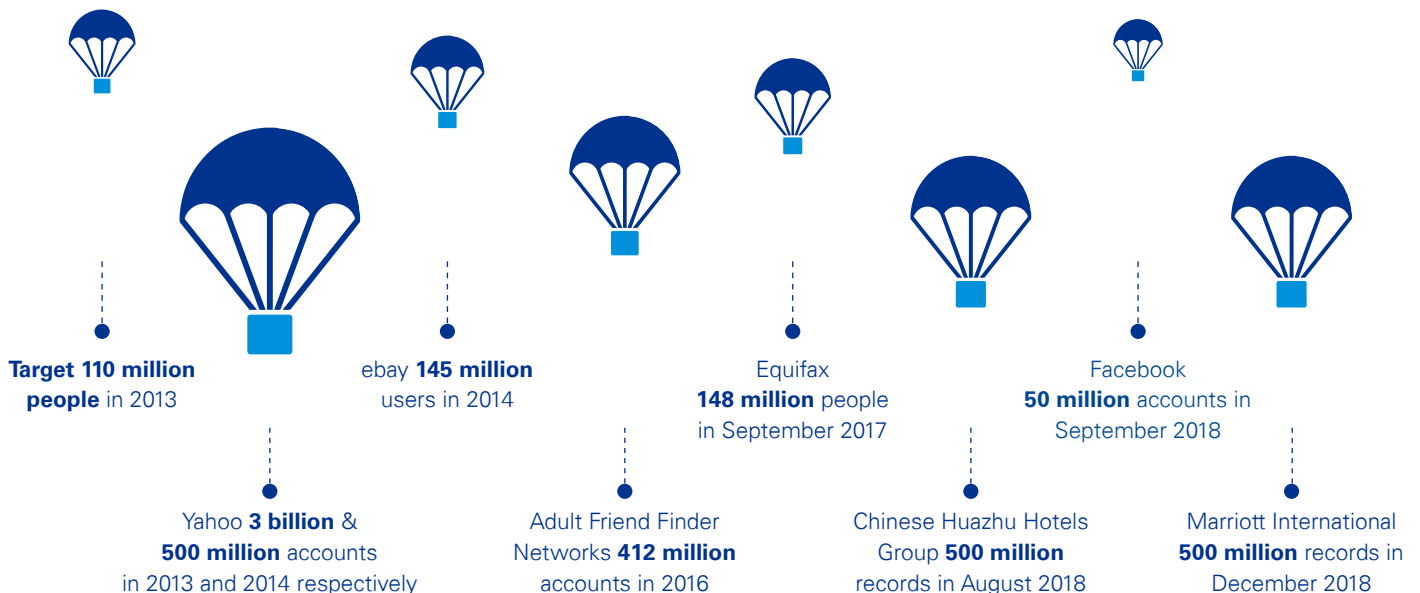 Target 110 million
people in 2013
Yahoo 3 billion &
500 million accounts
in 2013 and 2014 respectively
ebay 145 million
users in 2014
Adult Friend Finder
Networks 412 million
accounts in 2016
Equifax
148 million people
in September 2017
Chinese Huazhu Hotels
Group 500 million
records in August 2018
Facebook
50 million accounts in
September 2018
Marriott International
500 million records in
December 2018